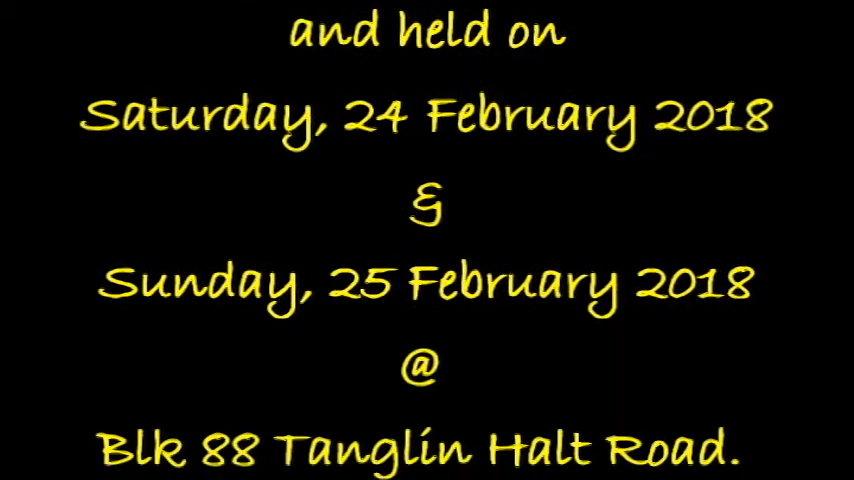 and held on
Saturday, 24 February 2018
&
Sunday, 25 February 2018
@
Blk 88 Tanglin Halt Road.